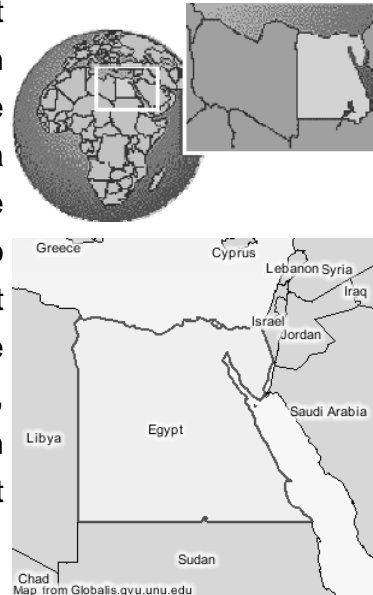 Greece
Cyprus
Lebanon Syria
Iraq
Israel
Jordan
Saudi Arabia
Libya
Egypt
Sudan
Chad
Map from Globalis.gvu.unu.edu